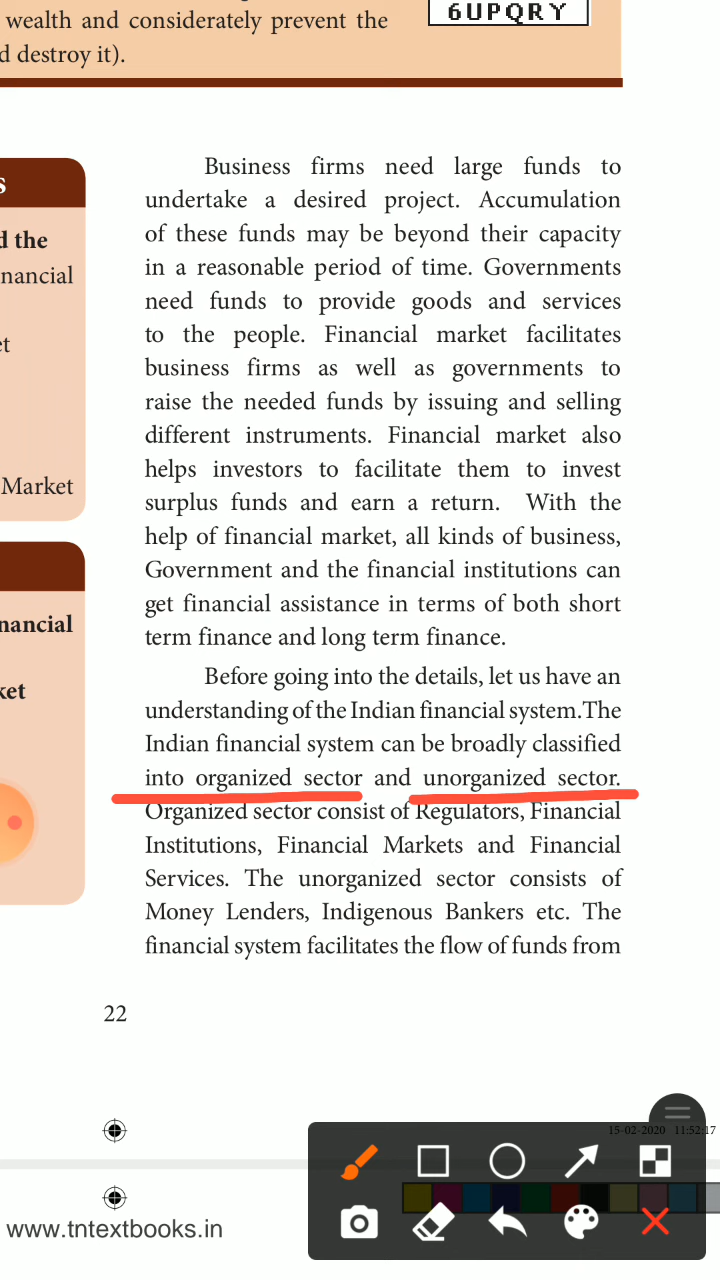 wealth and considerately prevent the
6UPQRY
d destroy it).
s
d the
nancial
et
Market
nancial
ket
Business firms need large funds to
undertake a desired project. Accumulation
of these funds may be beyond their capacity
in a reasonable period of time. Governments
need funds to provide goods and services
to the people. Financial market facilitates
business firms as well as governments to
raise the needed funds by issuing and selling
different instruments. Financial market also
helps investors to facilitate them to invest
surplus funds and earn a return. With the
help of financial market, all kinds of business,
Government and the financial institutions can
get financial assistance in terms of both short
term finance and long term finance.
Before going into the details, let us have an
understanding of the Indian financial system.The
Indian financial system can be broadly classified
into organized sector and unorganized sector.
Organized sector consist of Regulators, Financial
Institutions, Financial Markets and Financial
Services. The unorganized sector consists of
Money Lenders, Indigenous Bankers etc. The
financial system facilitates the flow of funds from
22
15-02-2020 11:52:17
www.tntextbooks.in